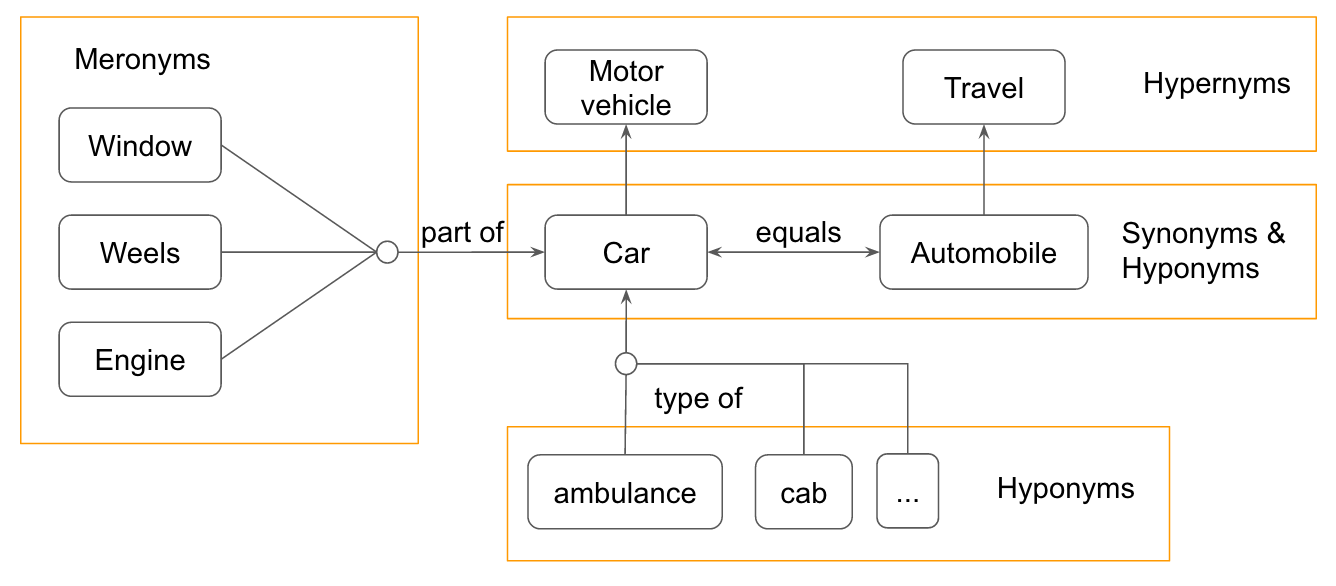 Meronyms
Window
Weels
Engine
part of
Motor
vehicle
Travel
Hypernyms
Car
equals
Automobile
Synonyms &
Hyponyms
type of
ambulance
cab
...
Hyponyms